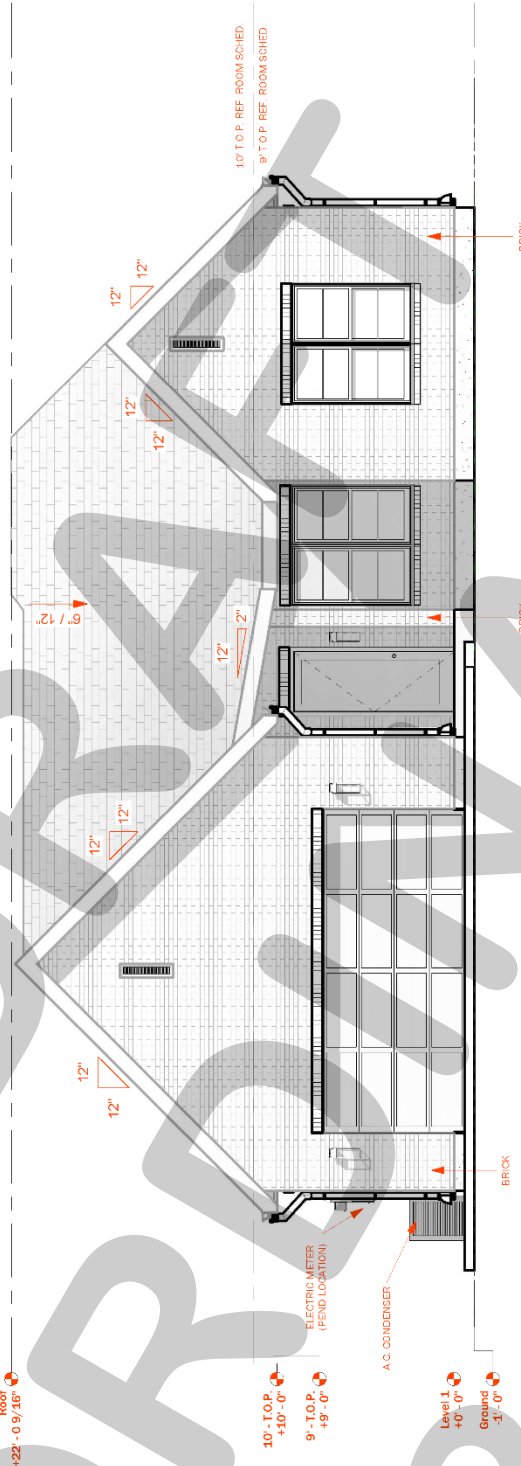 10' T.O.P REF. ROOM SCHED.
9' T.O.P REF. ROOM SCHED.
12"
12"
12"
12"
6" / 12"
12"
2"
12"
12"
12"
12"
BRICK
ELECTRIC METER
(PEND LOCATION)
A.C. CONDENSER
Roof
+22' - 0 9/16"
10' - T.O.P.
+10' - 0"
9' - T.O.P.
+9' - 0"
Level 1
+0' - 0"
Ground
-1' - 0"
DRAFT